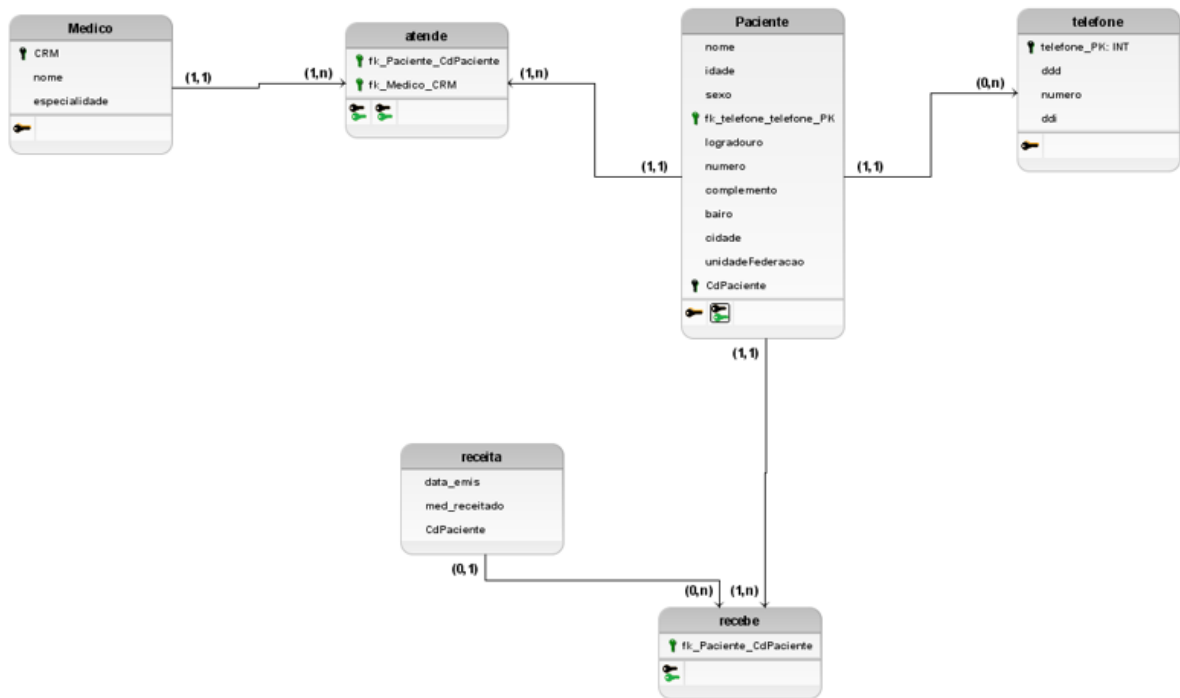 Medico
CRM
nome
especialidade
(1,1)
(1,n)
atende
fk_Paciente_CdPaciente
fk_Medico_CRM
(1,n)
(1,1)
Paciente
nome
idade
sexo
fk_telefone_telefone_PK
logradouro
numero
complemento
bairo
cidade
unidadeFederacao
CdPaciente
(1,1)
(0,n)
telefone
telefone_PK: INT
ddd
numero
ddi
(1,1)
receita
data_emis
med_receitado
CdPaciente
(0,1)
(0,n)
(1,n)
recebe
fk_Paciente_CdPaciente